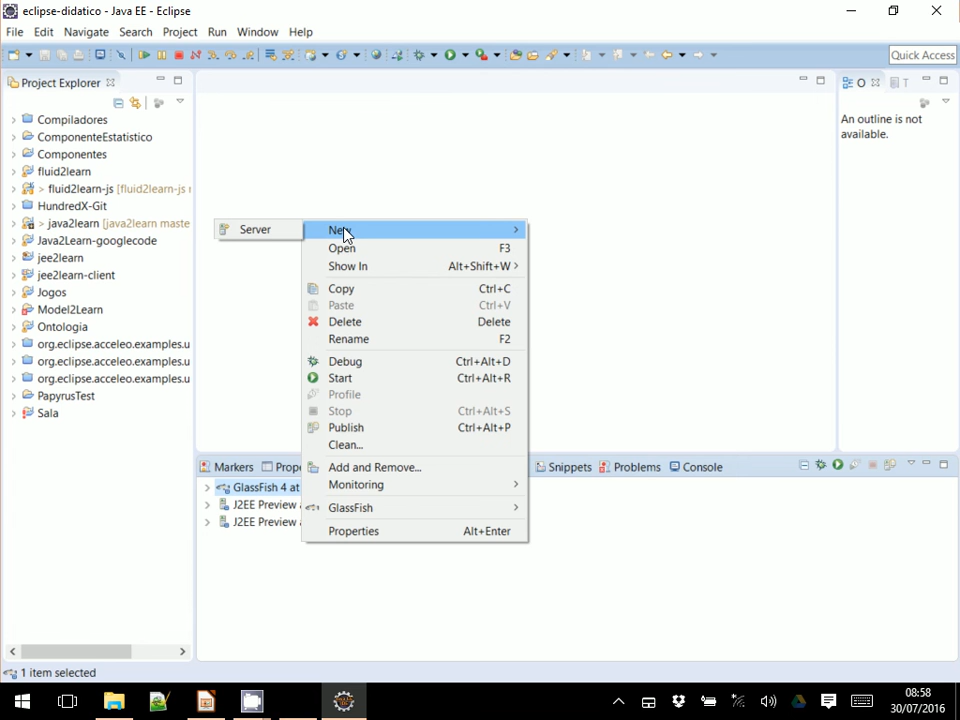 eclipse-didatico - Java EE - Eclipse
File Edit Navigate Search Project Run Window Help
Quick Access
Project Explorer
Compiladores
ComponenteEstatistico
Componentes
fluid2learn
> fluid2learn-js [fluid2learn-js
HundredX-Git
> java2learn [java2learn maste
Java2Learn-googlecode
jee2learn
jee2learn-client
Jogos
Model2Learn
Ontologia
org.eclipse.acceleo.examples.u
org.eclipse.acceleo.examples.u
org.eclipse.acceleo.examples.u
PapyrusTest
Sala
O
T
An outline is not
available.
Server
New
Open F3
Show In Alt+Shift+W
Copy Ctrl+C
Paste Ctrl+V
Delete Delete
Rename F2
Debug Ctrl+Alt+D
Start Ctrl+Alt+R
Profile
Stop Ctrl+Alt+S
Publish Ctrl+Alt+P
Clean...
Add and Remove...
Monitoring
GlassFish
Properties Alt+Enter
Markers Prope Snippets Problems Console
GlassFish 4 at
J2EE Preview
J2EE Preview
1 item selected
08:58
30/07/2016